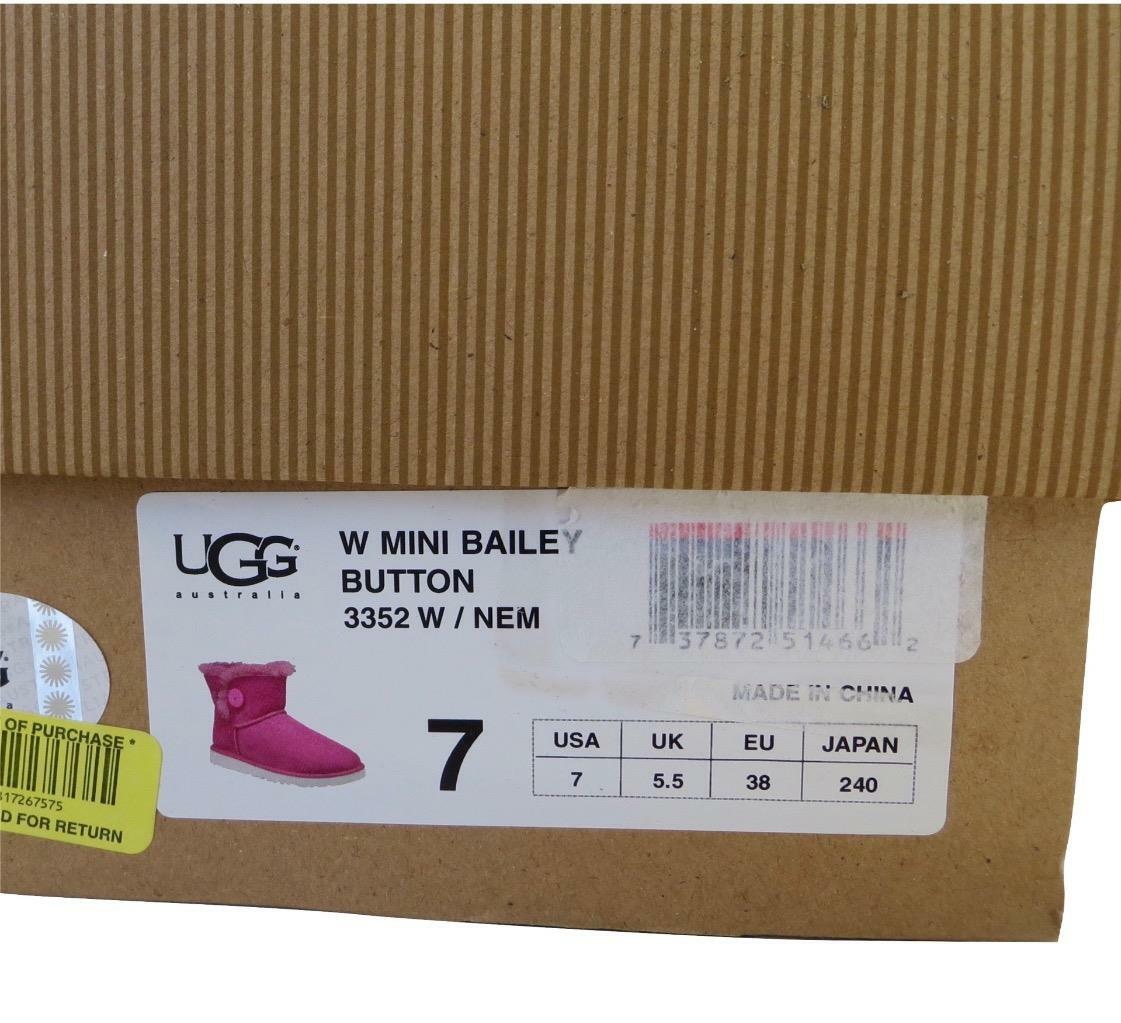 UGG®
australia
W MINI BAILEY
BUTTON
3352 W / NEM
7 37872 51466 2
MADE IN CHINA
7
USA UK EU JAPAN
7 5.5 38 240
OF PURCHASE *
17267575
D FOR RETURN